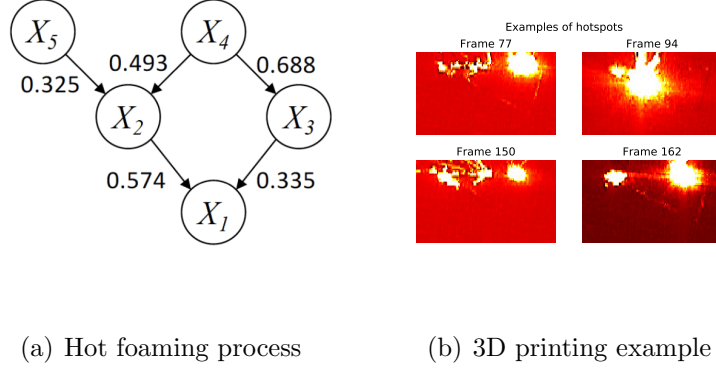 X5
X4
0.493
0.688
0.325
X2
X3
0.574
0.335
X1
(a) Hot foaming process
Examples of hotspots
Frame 77
Frame 94
Frame 150
Frame 162
(b) 3D printing example